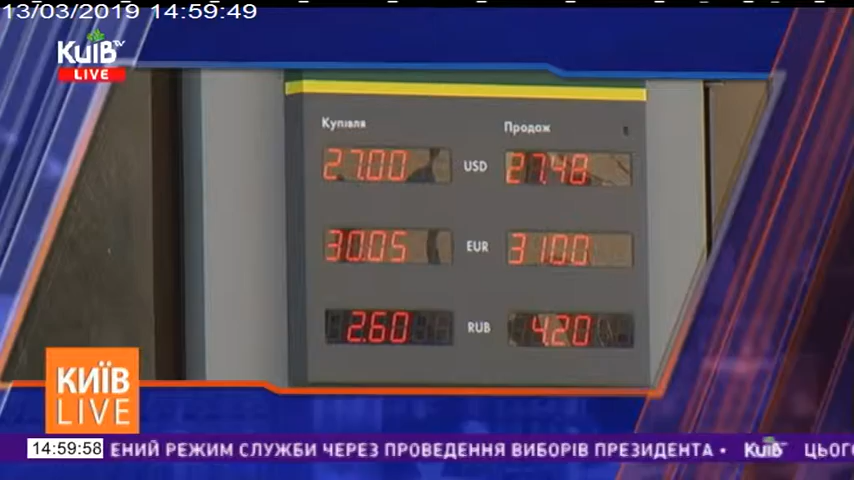 13/03/2019 14:59:49
КиїВ TV
LIVE
Купівля Продаж
27.00 USD 27.48
30.05 EUR 31.00
2.60 RUB 4.20
КИЇВ
LIVE
14:59:58 ЕНИЙ РЕЖИМ СЛУЖБИ ЧЕРЕЗ ПРОВЕДЕННЯ ВИБОРІВ ПРЕЗИДЕНТА • КиїВ ЦЬОГО